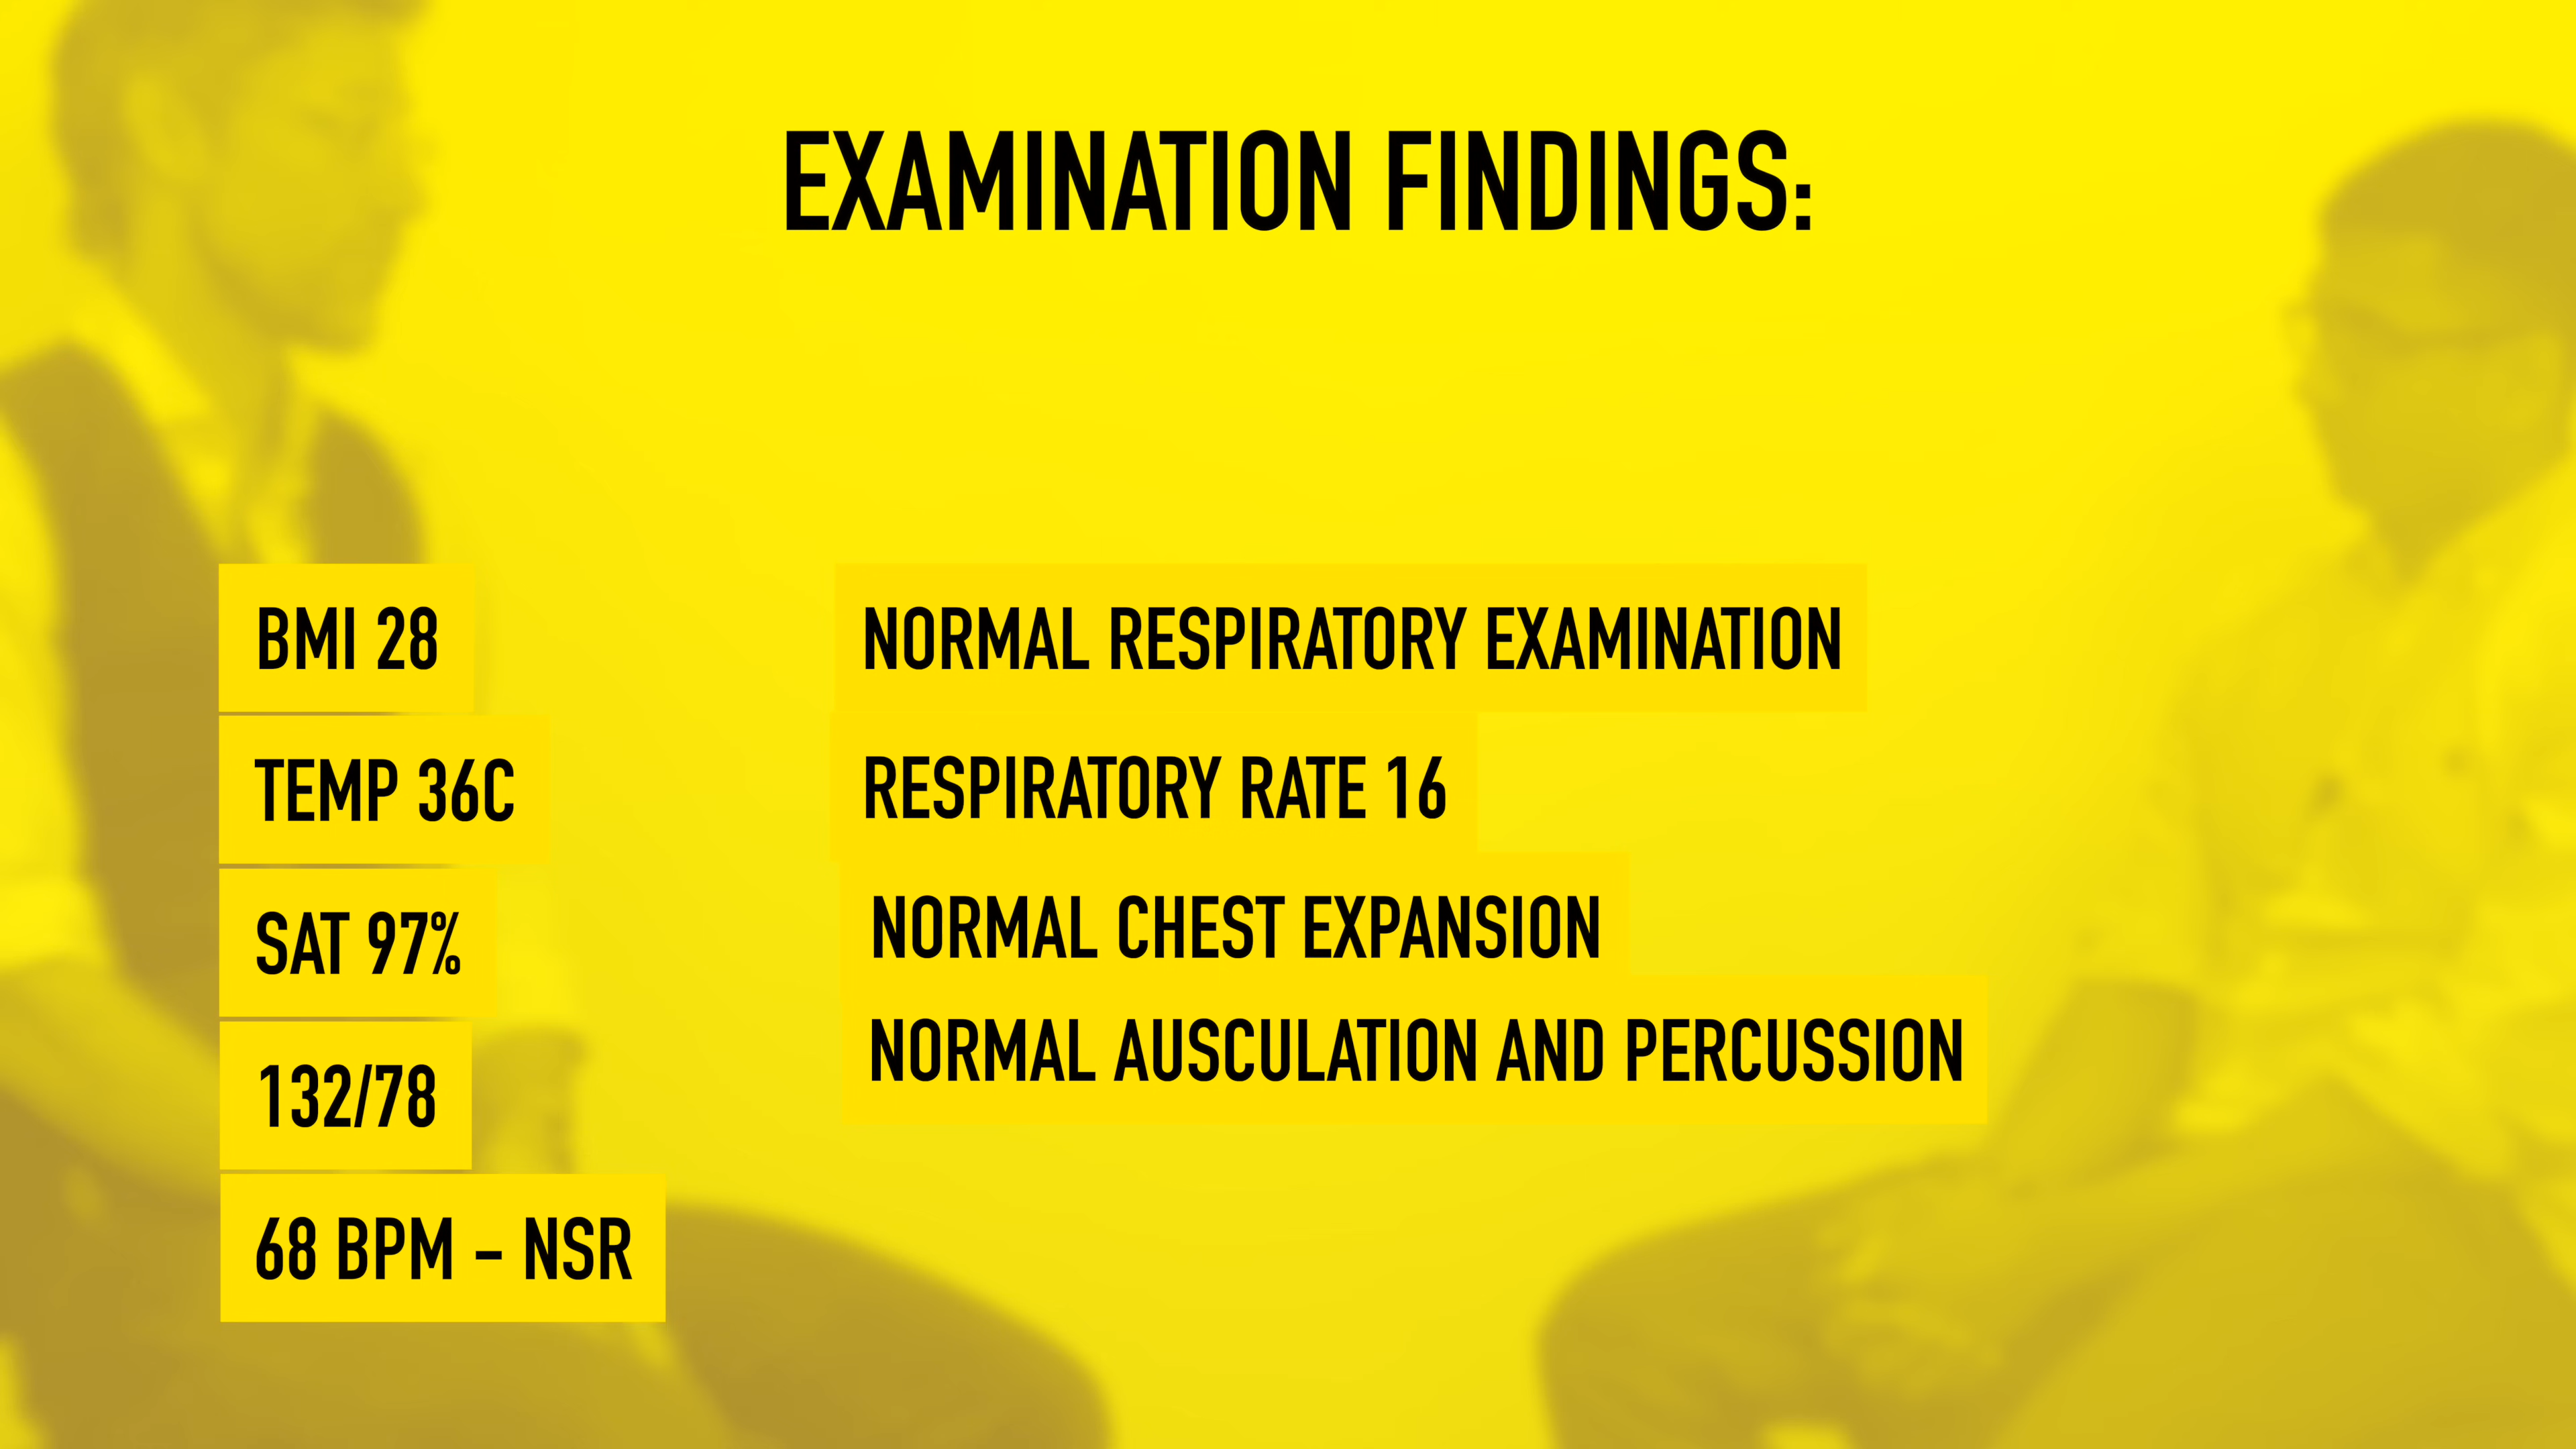 EXAMINATION FINDINGS:
BMI 28
TEMP 36C
SAT 97%
132/78
68 BPM - NSR
NORMAL RESPIRATORY EXAMINATION
RESPIRATORY RATE 16
NORMAL CHEST EXPANSION
NORMAL AUSCULATION AND PERCUSSION